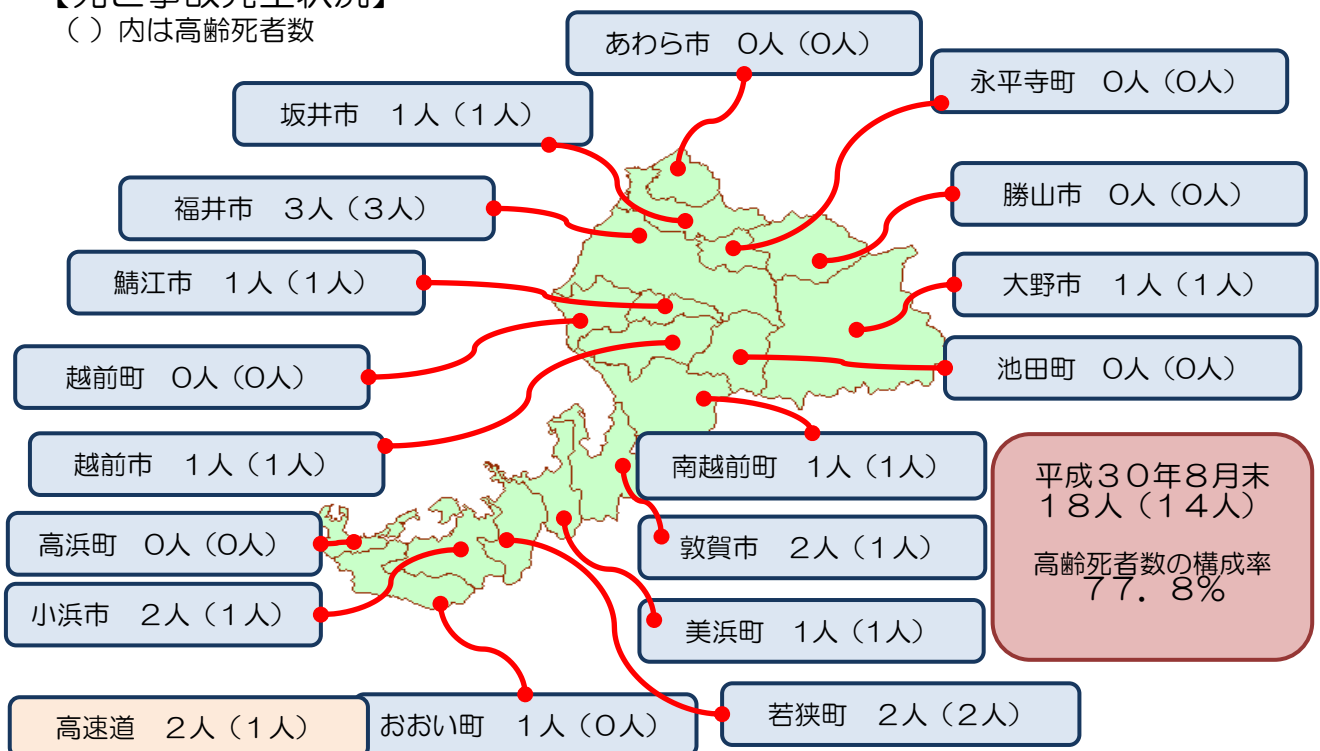 【死亡事故発生状況】
（ ）内は高齢死者数
あわら市　０人（０人）
永平寺町　０人（０人）
坂井市　１人（１人）
勝山市　０人（０人）
福井市　３人（３人）
鯖江市　１人（１人）
大野市　１人（１人）
越前町　０人（０人）
池田町　０人（０人）
越前市　１人（１人）
南越前町　１人（１人）
平成３０年８月末
１８人（１４人）
高齢死者数の構成率
７７．８％
高浜町　０人（０人）
敦賀市　２人（１人）
小浜市　２人（１人）
美浜町　１人（１人）
高速道　２人（１人）
おおい町　１人（０人）
若狭町　２人（２人）